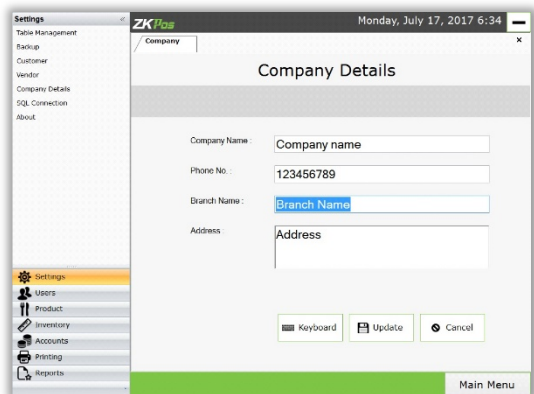 Settings «
Table Management
Backup
Customer
Vendor
Company Details
SQL Connection
About
Settings
Users
Product
Inventory
Accounts
Printing
Reports
ZKPos
Monday, July 17, 2017 6:34
Company
×
Company Details
Company Name : Company name
Phone No. : 123456789
Branch Name : Branch Name
Address : Address
Keyboard Update Cancel
Main Menu